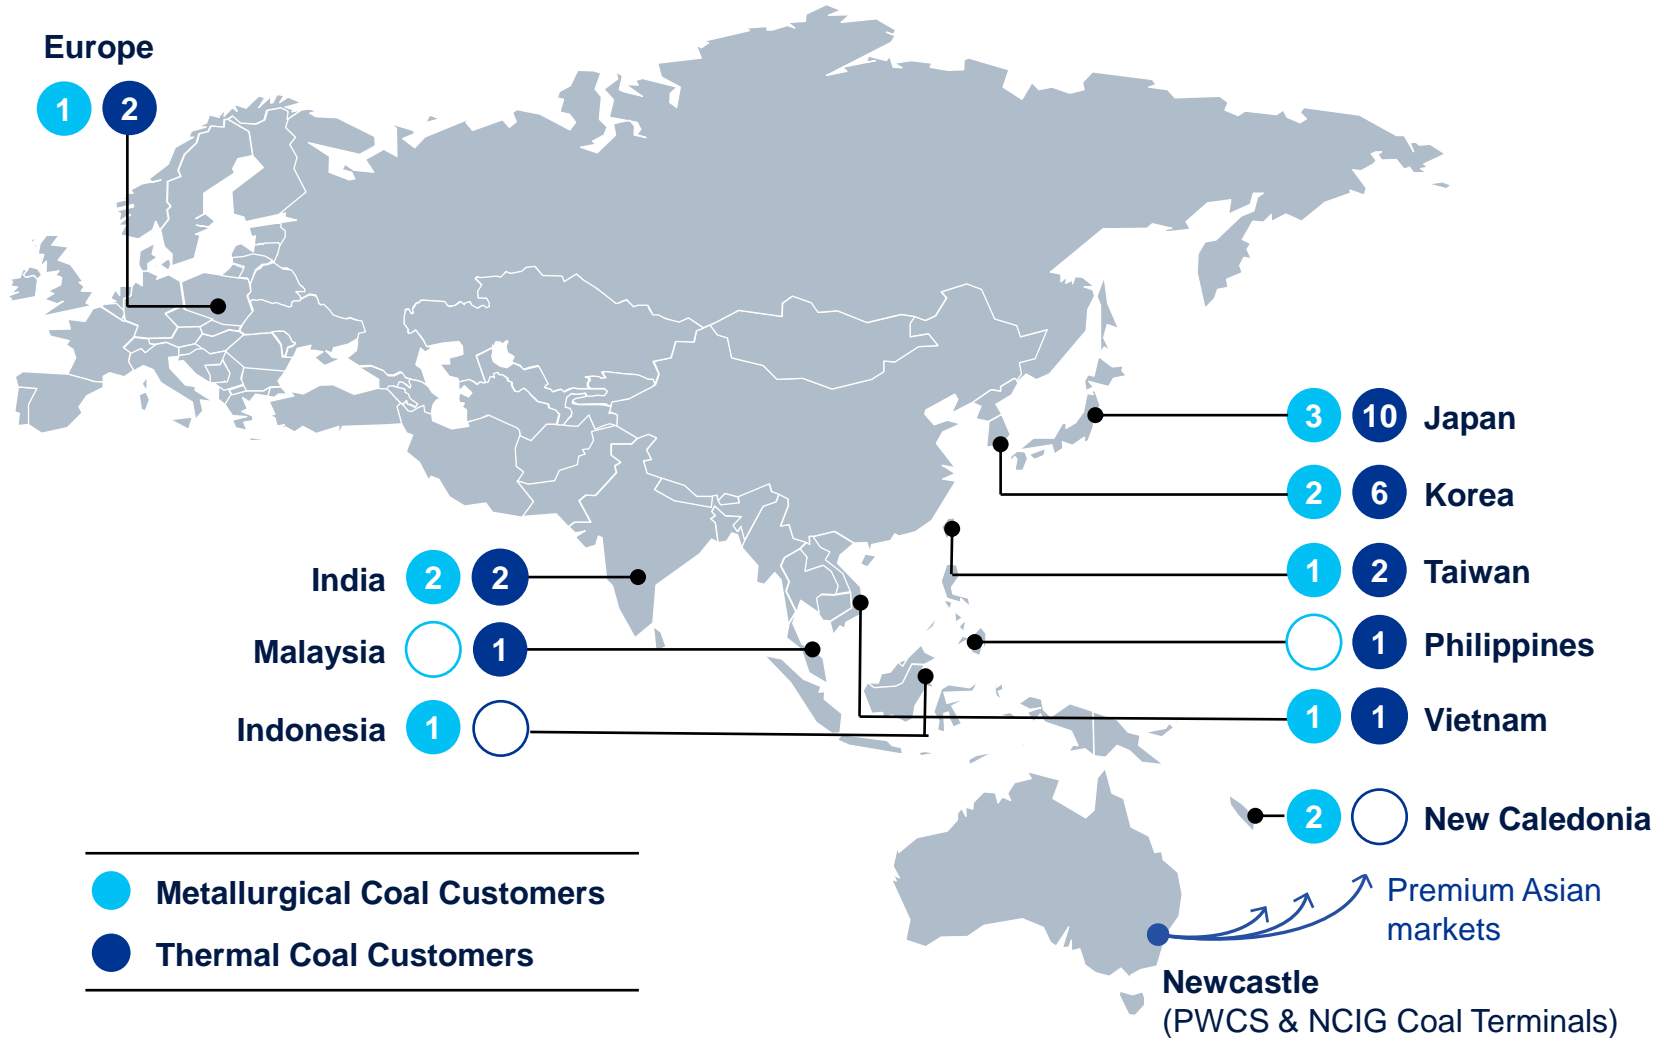 Europe
1 2
3 10 Japan
2 6 Korea
India 2 2
1 2 Taiwan
Malaysia 1
1 Philippines
Indonesia 1
1 1 Vietnam
2 New Caledonia
Metallurgical Coal Customers
Thermal Coal Customers
Premium Asian
markets
Newcastle
(PWCS & NCIG Coal Terminals)